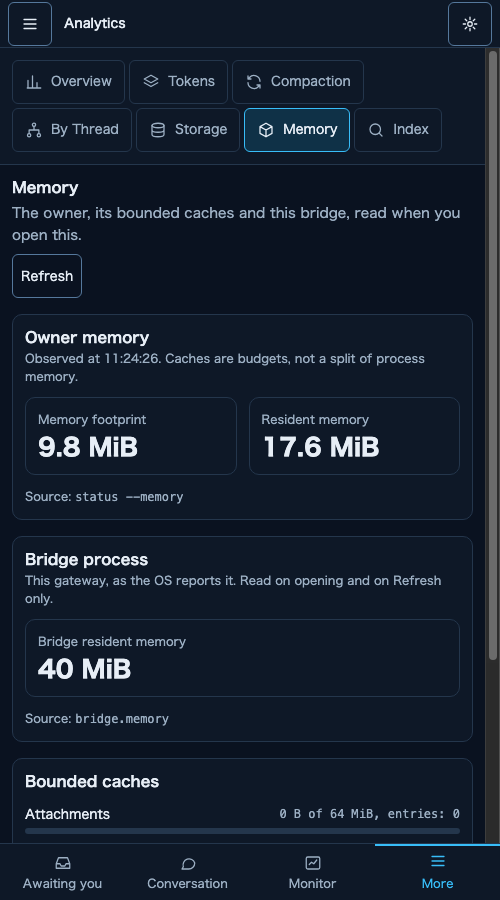 Analytics
Overview
Tokens
Compaction
By Thread
Storage
Memory
Index
Memory
The owner, its bounded caches and this bridge, read when you
open this.
Refresh
Owner memory
Observed at 11:24:26. Caches are budgets, not a split of process
memory.
Memory footprint
9.8 MiB
Resident memory
17.6 MiB
Source: status --memory
Bridge process
This gateway, as the OS reports it. Read on opening and on Refresh
only.
Bridge resident memory
40 MiB
Source: bridge.memory
Bounded caches
Attachments
0 B of 64 MiB, entries: 0
Awaiting you
Conversation
Monitor
More